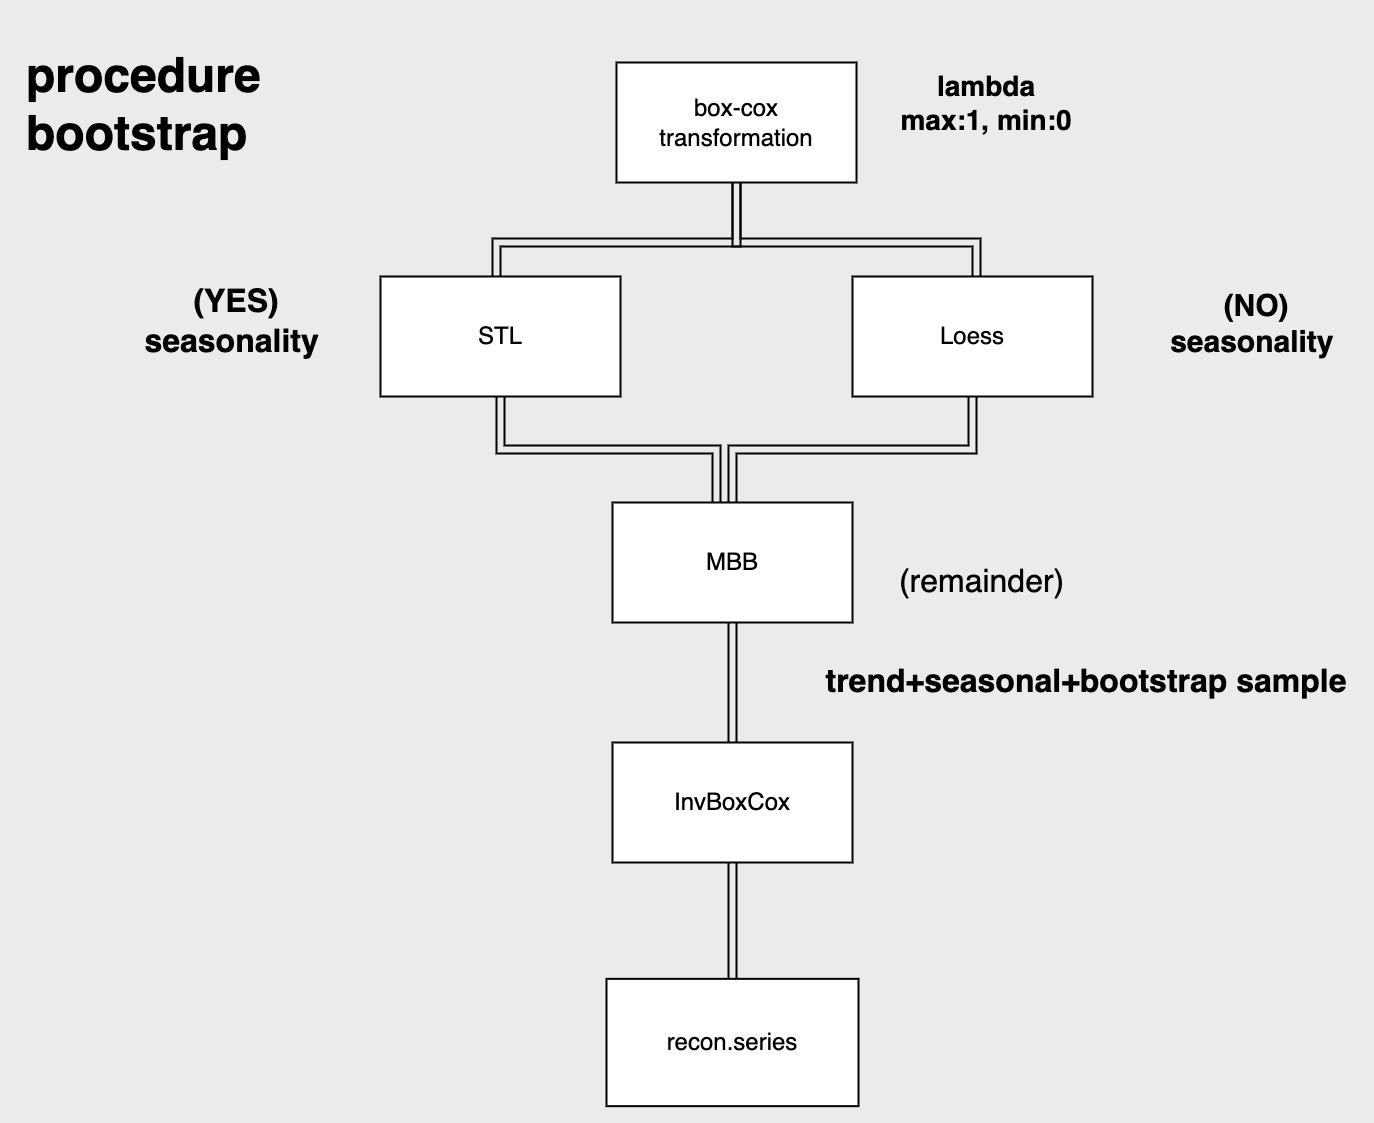 procedure
bootstrap
box-cox
transformation
lambda
max:1, min:0
(YES)
seasonality
STL
Loess
(NO)
seasonality
MBB
(remainder)
trend+seasonal+bootstrap sample
InvBoxCox
recon.series